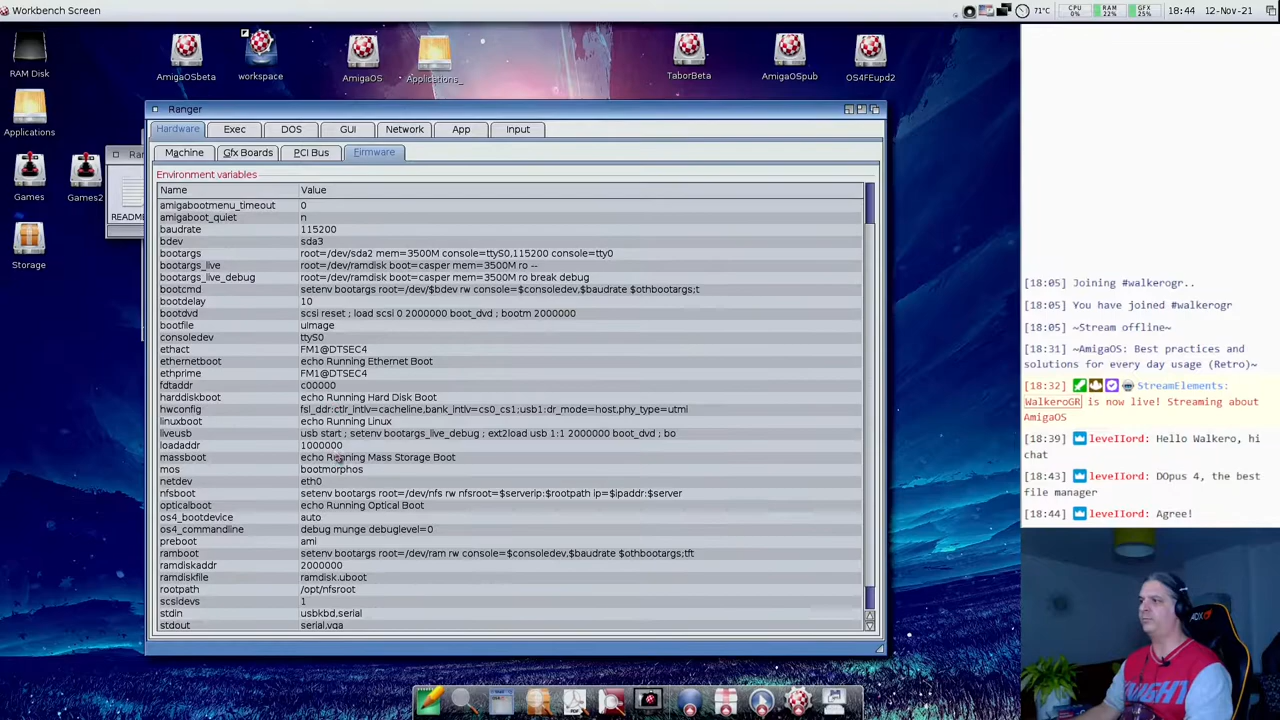 Workbench Screen
71°C
CPU
0%
RAM
22%
GFX
25%
18:44
12-Nov-21
RAM Disk
AmigaOSbeta
workspace
AmigaOS
Applications_
TaborBeta
AmigaOSpub
OS4FEupd2
Applications
Games
Games2
Storage
README
Ranger
Hardware
Exec
DOS
GUI
Network
App
Input
Machine
Gfx Boards
PCI Bus
Firmware
Environment variables
Name Value
amigabootmenu_timeout 0
amigaboot_quiet n
baudrate 115200
bdev sda3
bootargs root=/dev/sda2 mem=3500M console=ttyS0,115200 console=tty0
bootargs_live root=/dev/ramdisk boot=casper mem=3500M ro --
bootargs_live_debug root=/dev/ramdisk boot=casper mem=3500M ro break debug
bootcmd setenv bootargs root=/dev/$bdev rw console=$consoledev,$baudrate $othbootargs;t
bootdelay 10
bootdvd scsi reset ; load scsi 0 2000000 boot_dvd ; bootm 2000000
bootfile uImage
consoledev ttyS0
ethact FM1@DTSEC4
ethernetboot echo Running Ethernet Boot
ethprime FM1@DTSEC4
fdtaddr c00000
harddiskboot echo Running Hard Disk Boot
hwconfig fsl_ddr:ctlr_intlv=cacheline,bank_intlv=cs0_cs1;usb1:dr_mode=host,phy_type=utmi
linuxboot echo Running Linux
liveusb usb start ; setenv bootargs_live_debug ; ext2load usb 1:1 2000000 boot_dvd ; bo
loadaddr 1000000
massboot echo Running Mass Storage Boot
mos bootmorphos
netdev eth0
nfsboot setenv bootargs root=/dev/nfs rw nfsroot=$serverip:$rootpath ip=$ipaddr:$server
opticalboot echo Running Optical Boot
os4_bootdevice auto
os4_commandline debug munge debuglevel=0
preboot ami
ramboot setenv bootargs root=/dev/ram rw console=$consoledev,$baudrate $othbootargs;tft
ramdiskaddr 2000000
ramdiskfile ramdisk.uboot
rootpath /opt/nfsroot
scsidevs 1
stdin usbkbd,serial
stdout serial,vga
[18:05] Joining #walkerogr..
[18:05] You have joined #walkerogr
[18:05] ~Stream offline~
[18:31] ~AmigaOS: Best practices and
solutions for every day usage (Retro)~
[18:32] StreamElements:
WalkeroGR is now live! Streaming about
AmigaOS
[18:39] leveIIord: Hello Walkero, hi
chat
[18:43] leveIIord: DOpus 4, the best
file manager
[18:44] leveIIord: Agree!